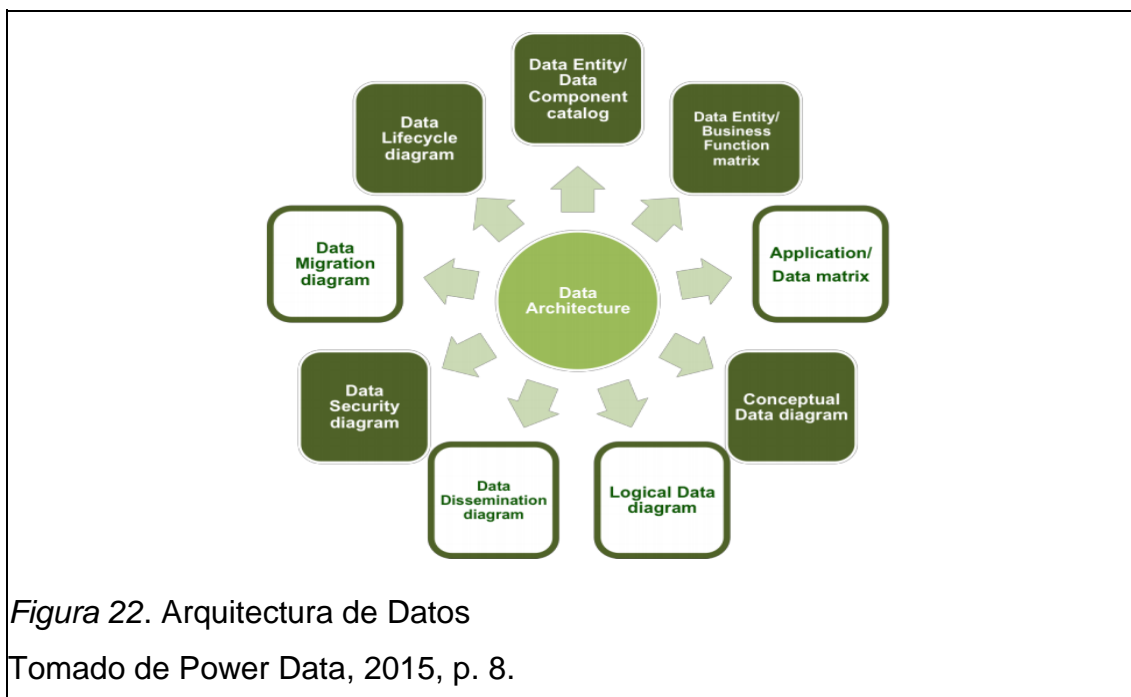 Data Entity/
Data
Component
catalog
Data Entity/
Business
Function
matrix
Application/
Data matrix
Conceptual
Data diagram
Logical Data
diagram
Data
Dissemination
diagram
Data
Security
diagram
Data
Migration
diagram
Data
Lifecycle
diagram
Data
Architecture
Figura 22. Arquitectura de Datos
Tomado de Power Data, 2015, p. 8.